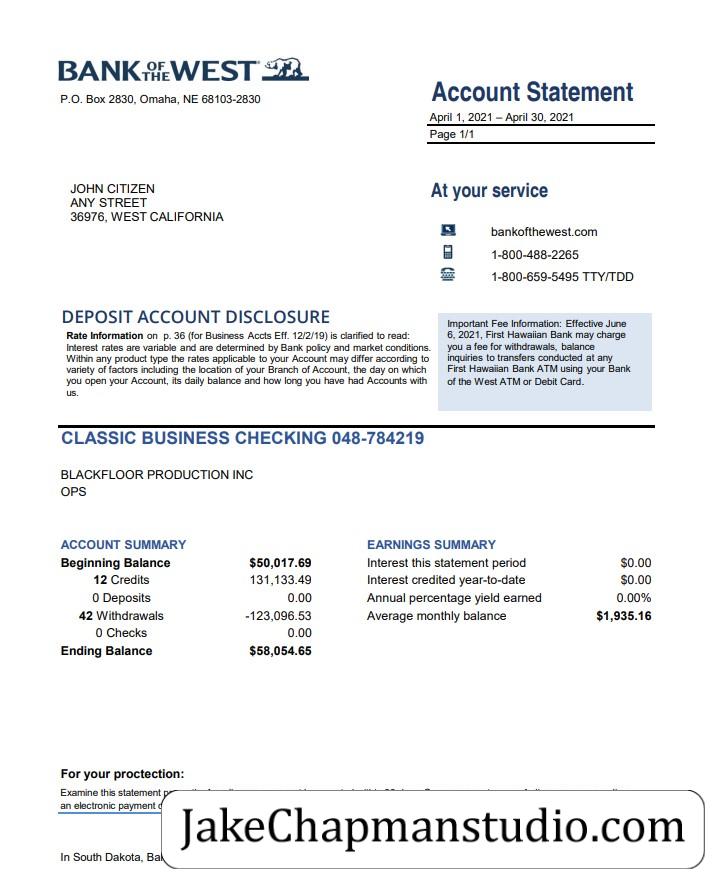 BANK OF THE WEST
P.O. Box 2830, Omaha, NE 68103-2830
Account Statement
April 1, 2021 – April 30, 2021
Page 1/1
JOHN CITIZEN
ANY STREET
36976, WEST CALIFORNIA
At your service
bankofthewest.com
1-800-488-2265
1-800-659-5495 TTY/TDD
DEPOSIT ACCOUNT DISCLOSURE
Rate Information on p. 36 (for Business Accts Eff. 12/2/19) is clarified to read:
Interest rates are variable and are determined by Bank policy and market conditions.
Within any product type the rates applicable to your Account may differ according to
variety of factors including the location of your Branch of Account, the day on which
you open your Account, its daily balance and how long you have had Accounts with
us.
Important Fee Information: Effective June
6, 2021, First Hawaiian Bank may charge
you a fee for withdrawals, balance
inquiries to transfers conducted at any
First Hawaiian Bank ATM using your Bank
of the West ATM or Debit Card.
CLASSIC BUSINESS CHECKING 048-784219
BLACKFLOOR PRODUCTION INC
OPS
ACCOUNT SUMMARY
Beginning Balance $50,017.69
12 Credits 131,133.49
0 Deposits 0.00
42 Withdrawals -123,096.53
0 Checks 0.00
Ending Balance $58,054.65
EARNINGS SUMMARY
Interest this statement period $0.00
Interest credited year-to-date $0.00
Annual percentage yield earned 0.00%
Average monthly balance $1,935.16
For your proctection:
Examine this statement
an electronic payment
In South Dakota,
JakeChapmanstudio.com